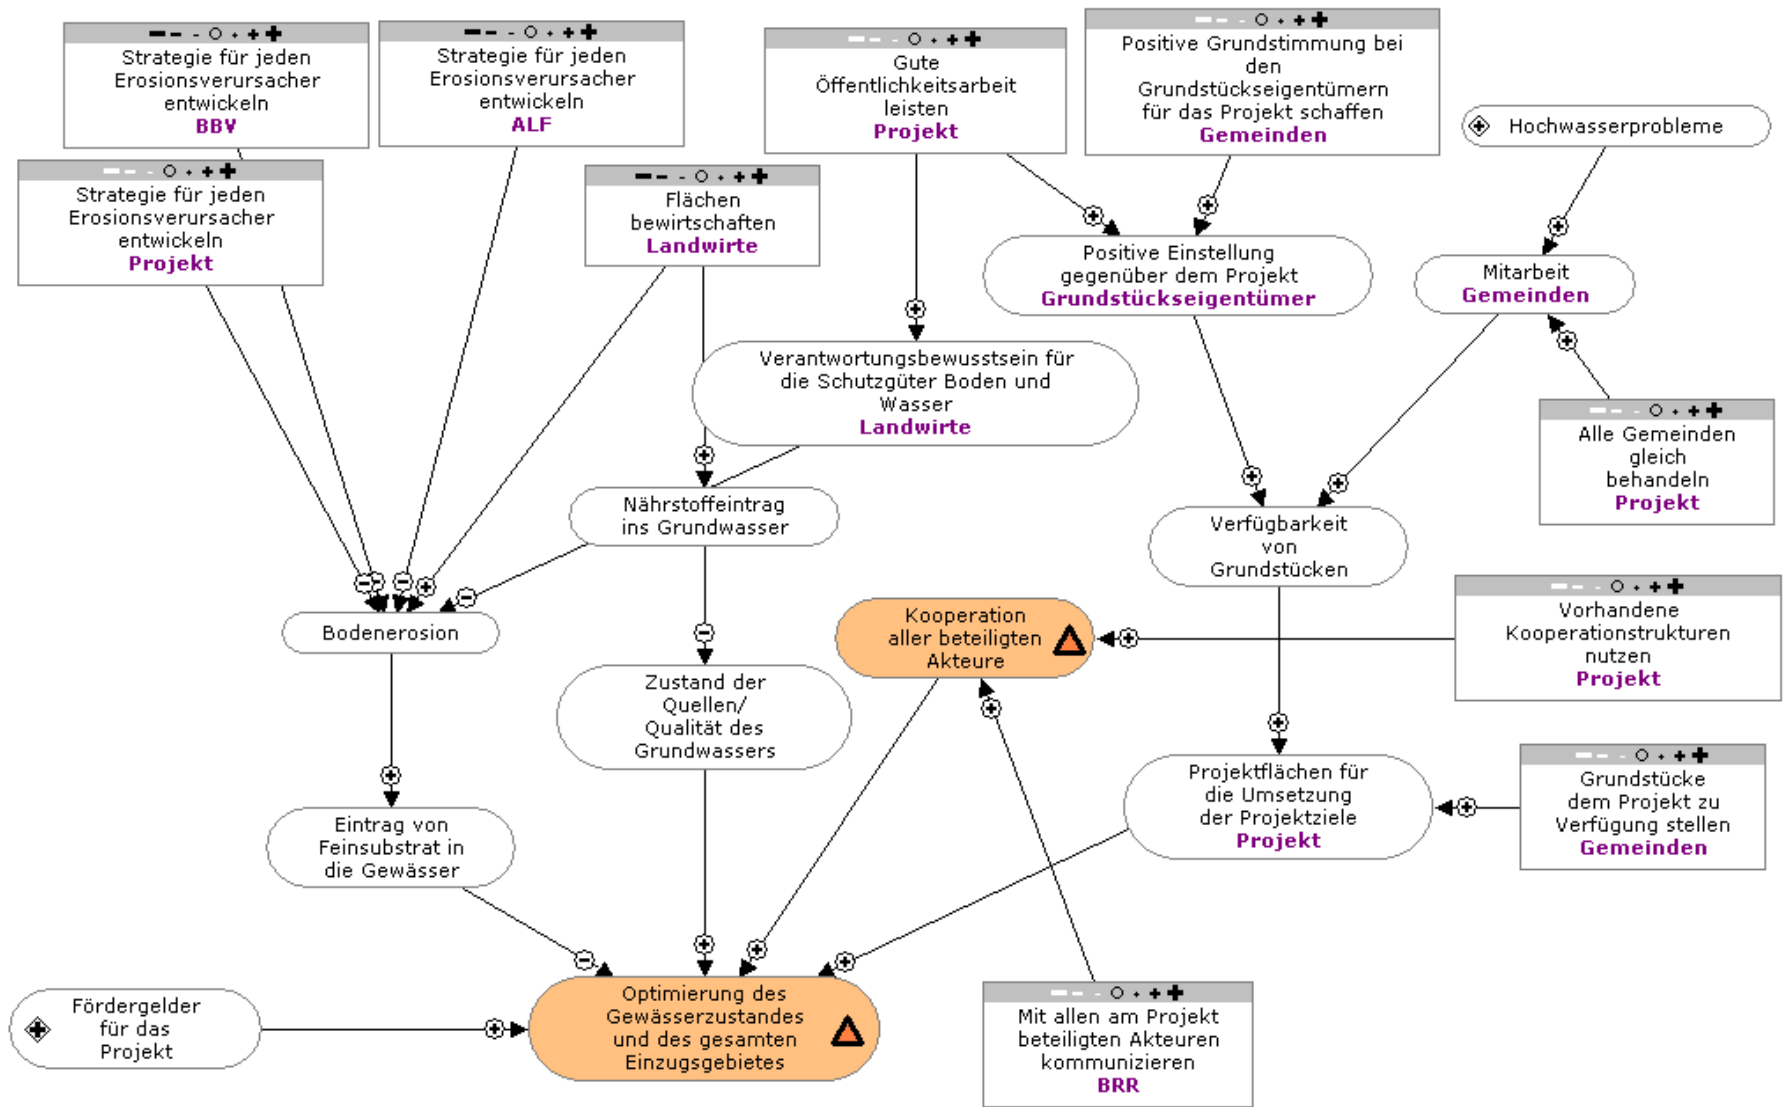 Strategie für jeden
Erosionsverursacher
entwickeln
BBV
Strategie für jeden
Erosionsverursacher
entwickeln
ALF
Gute
Öffentlichkeitsarbeit
leisten
Projekt
Positive Grundstimmung bei
den
Grundstückseigentümern
für das Projekt schaffen
Gemeinden
Hochwasserprobleme
Strategie für jeden
Erosionsverursacher
entwickeln
Projekt
Flächen
bewirtschaften
Landwirte
Positive Einstellung
gegenüber dem Projekt
Grundstückseigentümer
Mitarbeit
Gemeinden
Verantwortungsbewusstsein für
die Schutzgüter Boden und
Wasser
Landwirte
Alle Gemeinden
gleich
behandeln
Projekt
Nährstoffeintrag
ins Grundwasser
Verfügbarkeit
von
Grundstücken
Bodenerosion
Kooperation
aller beteiligten
Akteure
Vorhandene
Kooperationstrukturen
nutzen
Projekt
Zustand der
Quellen/
Qualität des
Grundwassers
Projektflächen für
die Umsetzung
der Projektziele
Projekt
Grundstücke
dem Projekt zu
Verfügung stellen
Gemeinden
Eintrag von
Feinsubstrat in
die Gewässer
Fördergelder
für das
Projekt
Optimierung des
Gewässerzustandes
und des gesamten
Einzugsgebietes
Mit allen am Projekt
beteiligten Akteuren
kommunizieren
BRR